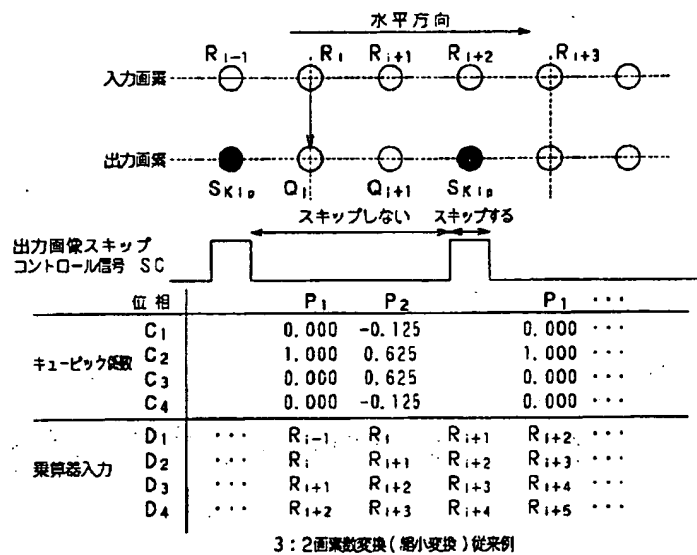 水平方向
R i-1 R i R i+1 R i+2 R i+3
入力画素
出力画素
Skip Q i Q i+1 Skip
スキップしない スキップする
出力画像スキップ
コントロール信号 SC
位相 P1 P2 P1 ・・・
C1 0.000 -0.125 0.000 ・・・
キュービック係数 C2 1.000 0.625 1.000 ・・・
C3 0.000 0.625 0.000 ・・・
C4 0.000 -0.125 0.000 ・・・
D1 ・・・ R i-1 R i R i+1 R i+2 ・・・
乗算器入力 D2 ・・・ R i R i+1 R i+2 R i+3 ・・・
D3 ・・・ R i+1 R i+2 R i+3 R i+4 ・・・
D4 ・・・ R i+2 R i+3 R i+4 R i+5 ・・・
3:2画素数変換(縮小変換)従来例